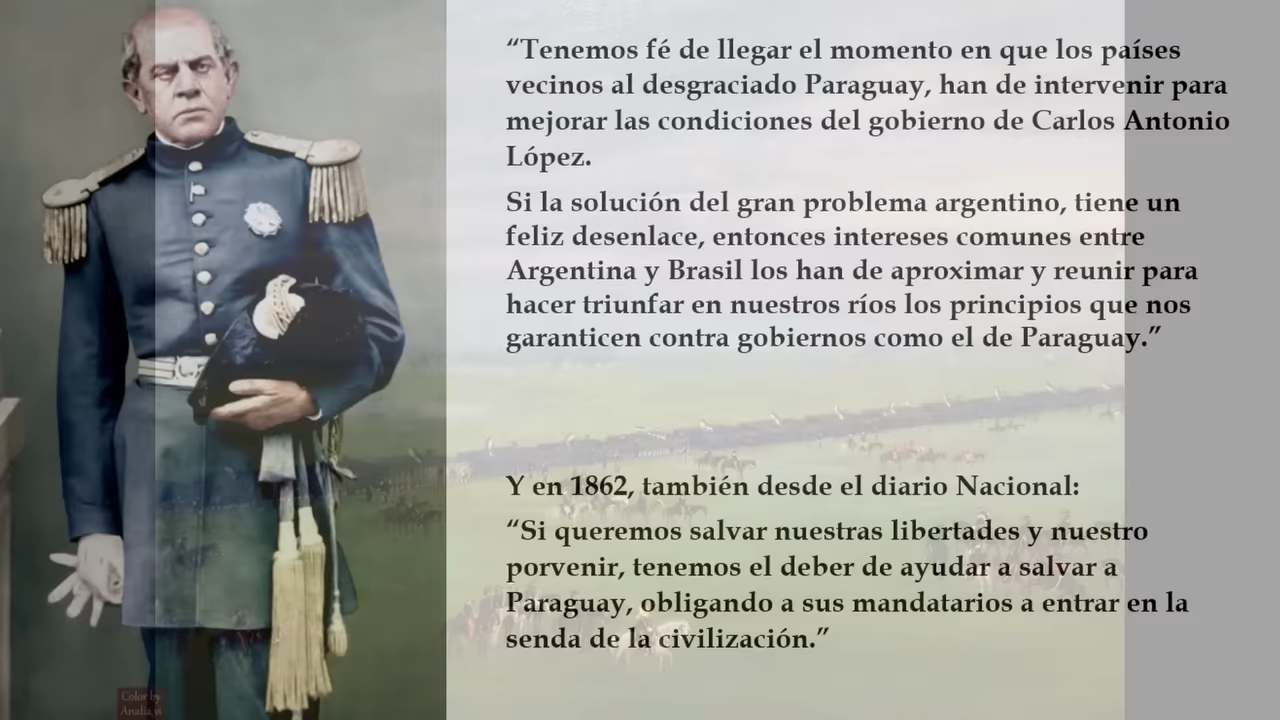 “Tenemos fé de llegar el momento en que los países
vecinos al desgraciado Paraguay, han de intervenir para
mejorar las condiciones del gobierno de Carlos Antonio
López.
Si la solución del gran problema argentino, tiene un
feliz desenlace, entonces intereses comunes entre
Argentina y Brasil los han de aproximar y reunir para
hacer triunfar en nuestros ríos los principios que nos
garanticen contra gobiernos como el de Paraguay.”
Y en 1862, también desde el diario Nacional:
“Si queremos salvar nuestras libertades y nuestro
porvenir, tenemos el deber de ayudar a salvar a
Paraguay, obligando a sus mandatarios a entrar en la
senda de la civilización.”
Color by
Analía